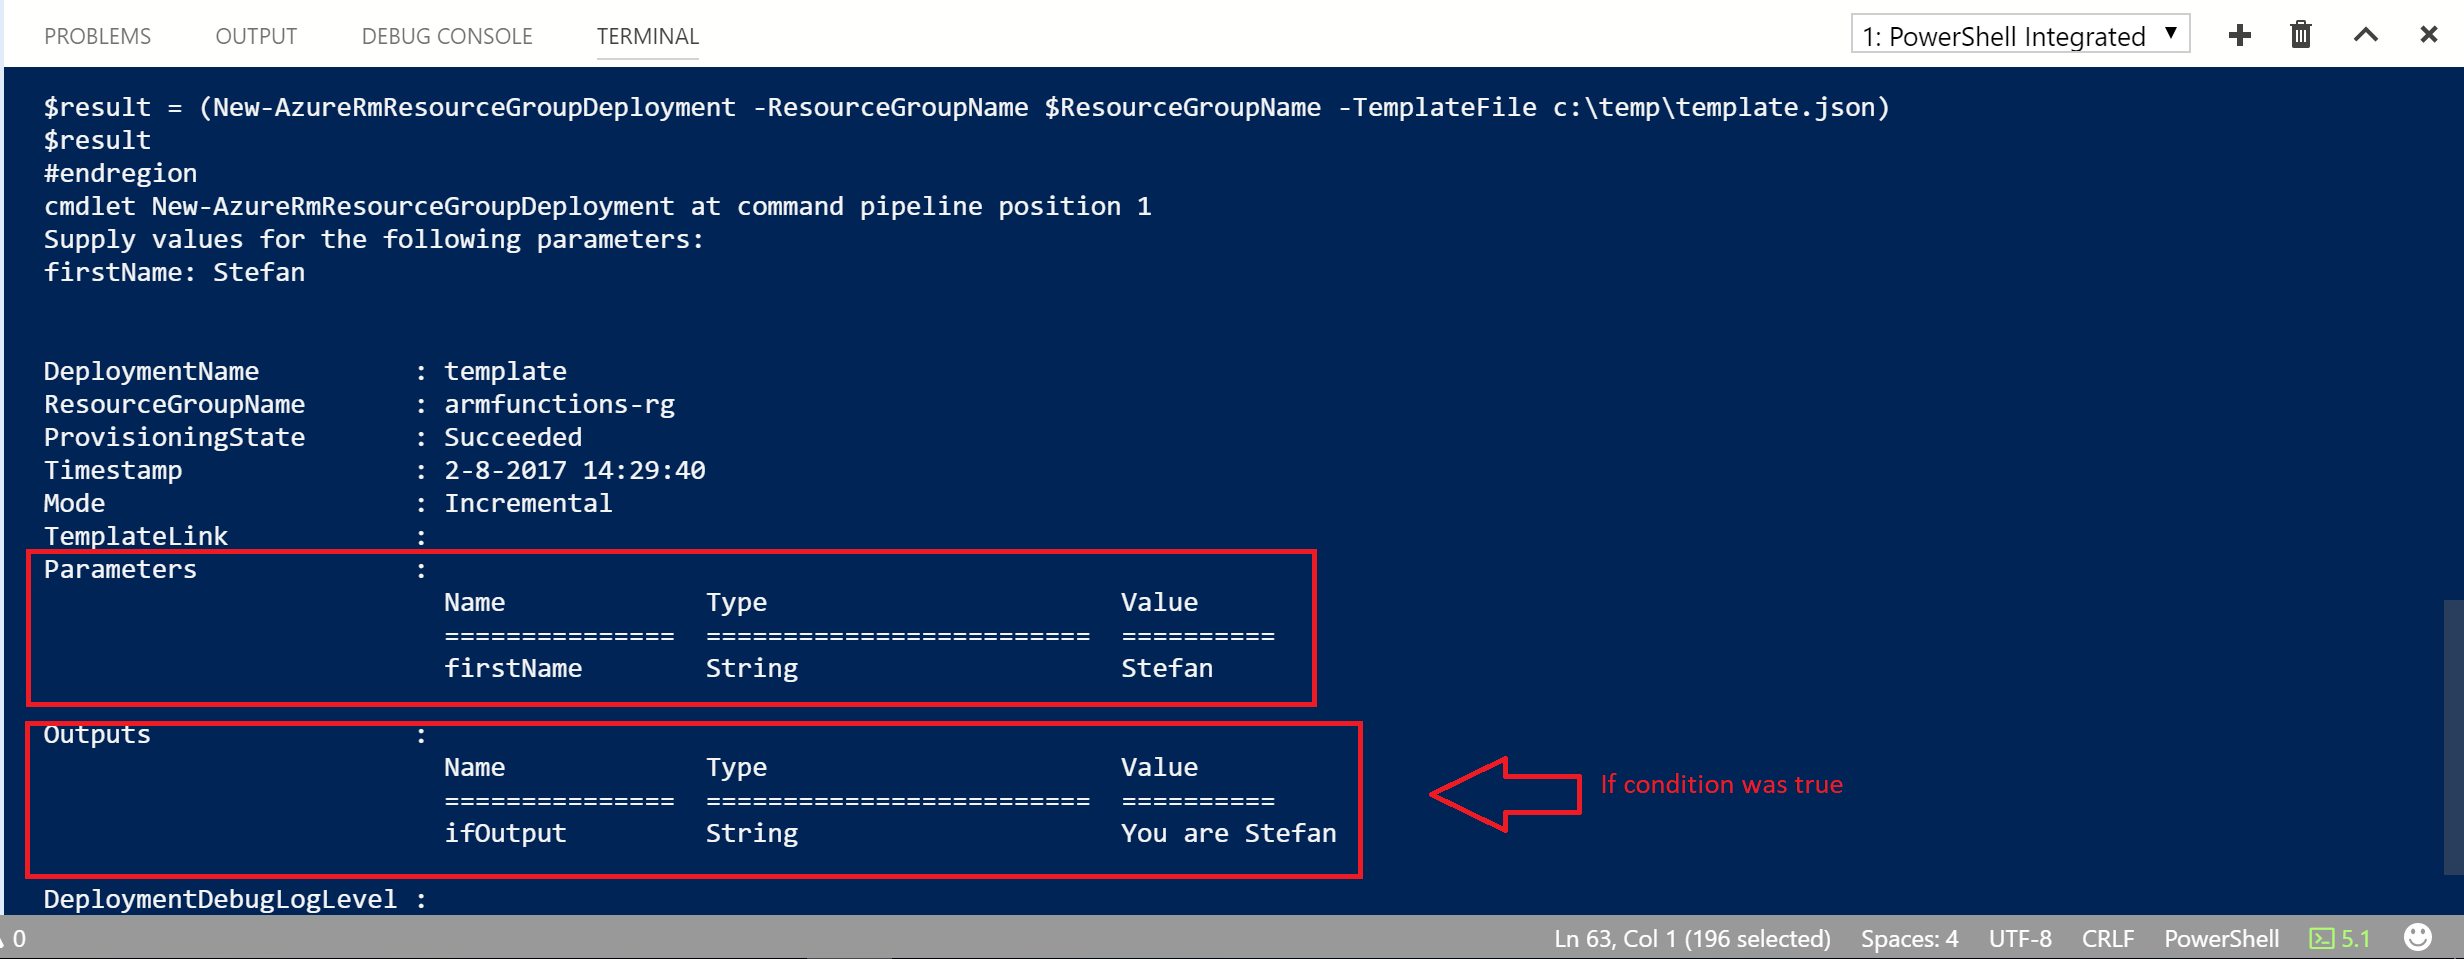 PROBLEMS OUTPUT DEBUG CONSOLE TERMINAL 1: PowerShell Integrated
$result = (New-AzureRmResourceGroupDeployment -ResourceGroupName $ResourceGroupName -TemplateFile c:\temp\template.json)
$result
#endregion
cmdlet New-AzureRmResourceGroupDeployment at command pipeline position 1
Supply values for the following parameters:
firstName: Stefan
DeploymentName : template
ResourceGroupName : armfunctions-rg
ProvisioningState : Succeeded
Timestamp : 2-8-2017 14:29:40
Mode : Incremental
TemplateLink :
Parameters :
Name Type Value
=============== ========================= ==========
firstName String Stefan
Outputs :
Name Type Value
=============== ========================= ==========
ifOutput String You are Stefan
If condition was true
DeploymentDebugLogLevel :
0 Ln 63, Col 1 (196 selected) Spaces: 4 UTF-8 CRLF PowerShell 5.1